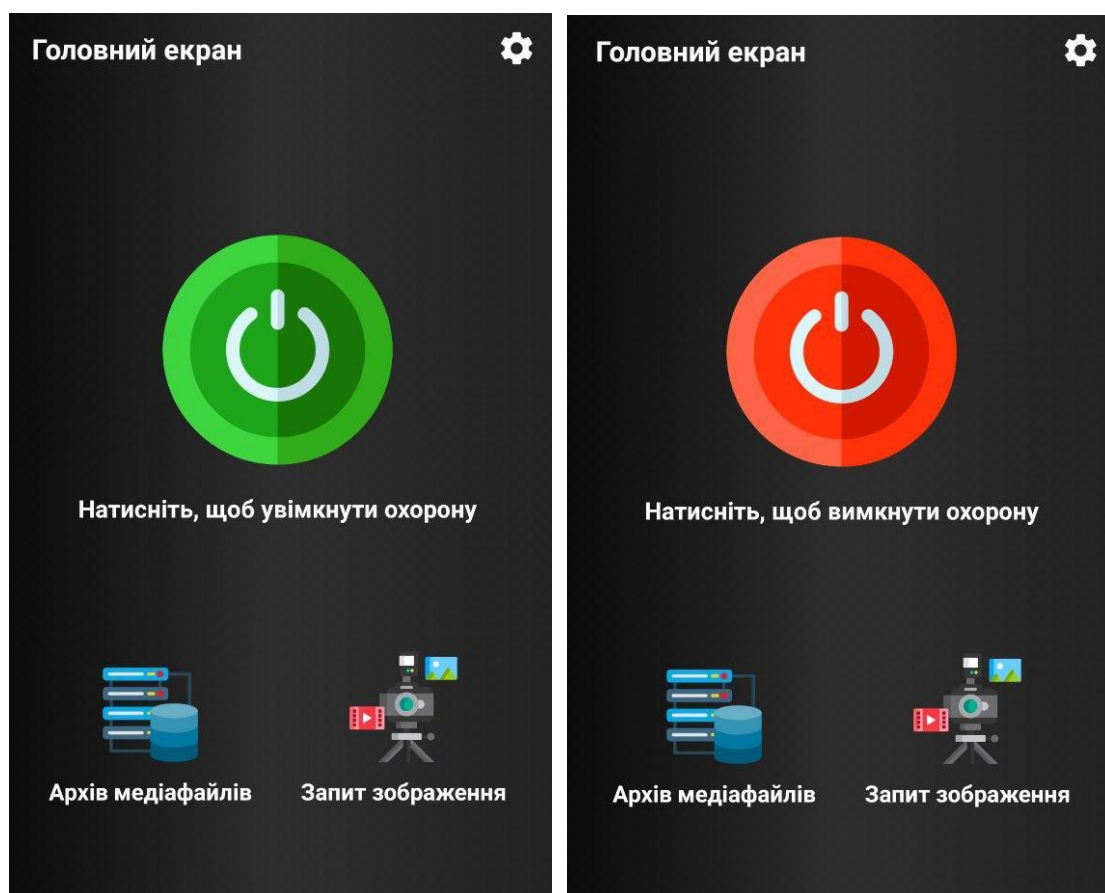 Головний екран
Натисніть, щоб увімкнути охорону
Архів медіафайлів
Запит зображення
Головний екран
Натисніть, щоб вимкнути охорону
Архів медіафайлів
Запит зображення